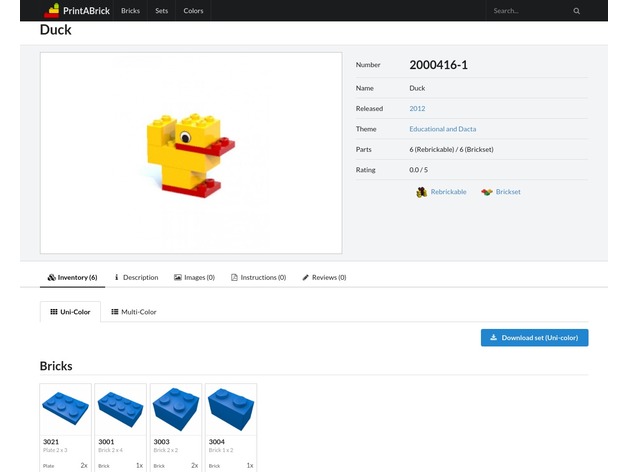 PrintABrick Bricks Sets Colors Search...
Duck
Number 2000416-1
Name Duck
Released 2012
Theme Educational and Dacta
Parts 6 (Rebrickable) / 6 (Brickset)
Rating 0.0 / 5
Rebrickable Brickset
Inventory (6) Description Images (0) Instructions (0) Reviews (0)
Uni-Color Multi-Color
Download set (Uni-color)
Bricks
3021 3001 3003 3004
Plate 2 x 3 Brick 2 x 4 Brick 2 x 2 Brick 1 x 2
Plate 2x Brick 1x Brick 2x Brick 1x